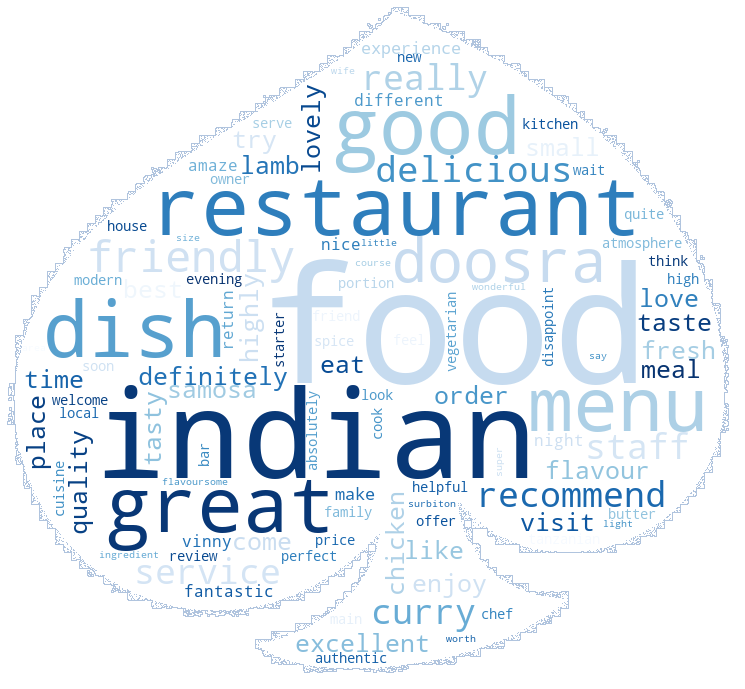 experience
new
wife
really
different
good
lovely
serve
try
kitchen
small
amaze
lamb
delicious
wait
owner
restaurant
quite
house
size
nice
little
atmosphere
friendly
doosra
food
course
think
modern
evening
portion
high
best
highly
wonderful
love
return
dish
starter
friend
vegetarian
disappoint
taste
spice
feel
fresh
say
soon
eat
meal
time
definitely
samosa
look
order
menu
welcome
indian
local
place
tasty
absolutely
cook
night
staff
quality
bar
super
flavour
cuisine
great
flavoursome
helpful
recommend
make
surbiton
family
offer
butter
visit
light
vinny
come
price
chicken
like
ingredient
review
perfect
service
enjoy
fantastic
curry
chef
main
excellent
worth
authentic